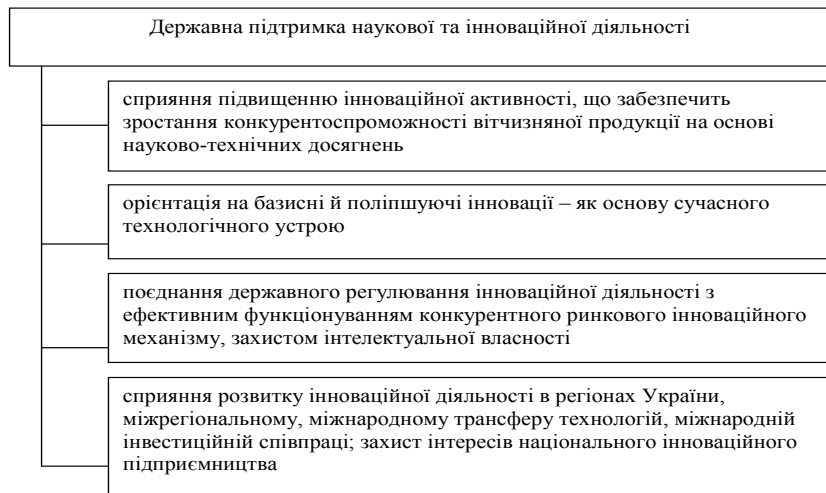 Державна підтримка наукової та інноваційної діяльності
сприяння підвищенню інноваційної активності, що забезпечить
зростання конкурентоспроможності вітчизняної продукції на основі
науково-технічних досягнень
орієнтація на базисні й поліпшуючі інновації – як основу сучасного
технологічного устрою
поєднання державного регулювання інноваційної діяльності з
ефективним функціонуванням конкурентного ринкового інноваційного
механізму, захистом інтелектуальної власності
сприяння розвитку інноваційної діяльності в регіонах України,
міжрегіональному, міжнародному трансферу технологій, міжнародній
інвестиційній співпраці; захист інтересів національного інноваційного
підприємництва